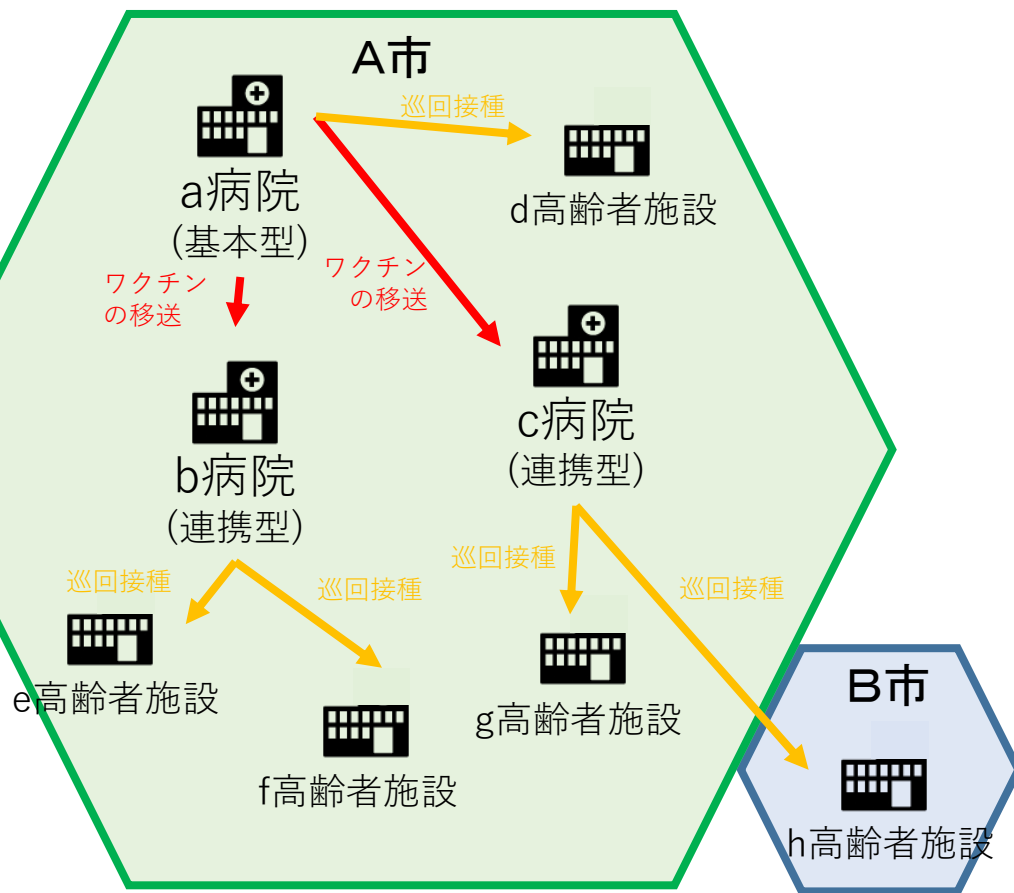 A市
巡回接種
a病院
(基本型)
d高齢者施設
ワクチン
の移送
ワクチン
の移送
b病院
(連携型)
c病院
(連携型)
巡回接種
巡回接種
巡回接種
巡回接種
e高齢者施設
f高齢者施設
g高齢者施設
B市
h高齢者施設